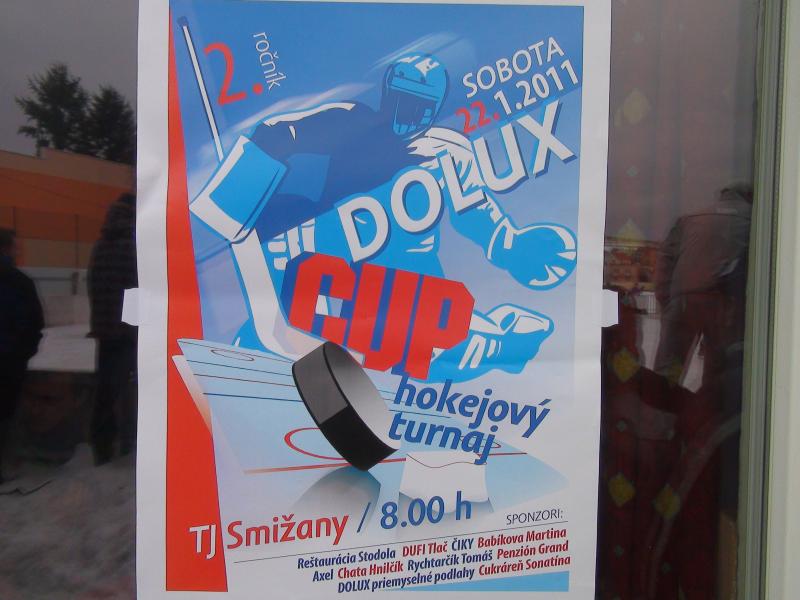 2. ročník
SOBOTA
22.1.2011
DOLUX
CUP
hokejový
turnaj
TJ Smižany / 8.00 h
SPONZORI:
Reštaurácia Stodola DUFI Tlač ČIKY Babíkova Martina
Axel Chata Hnilčík Rychtarčík Tomáš Penzión Grand
DOLUX priemyselné podlahy Cukráreň Sonatína